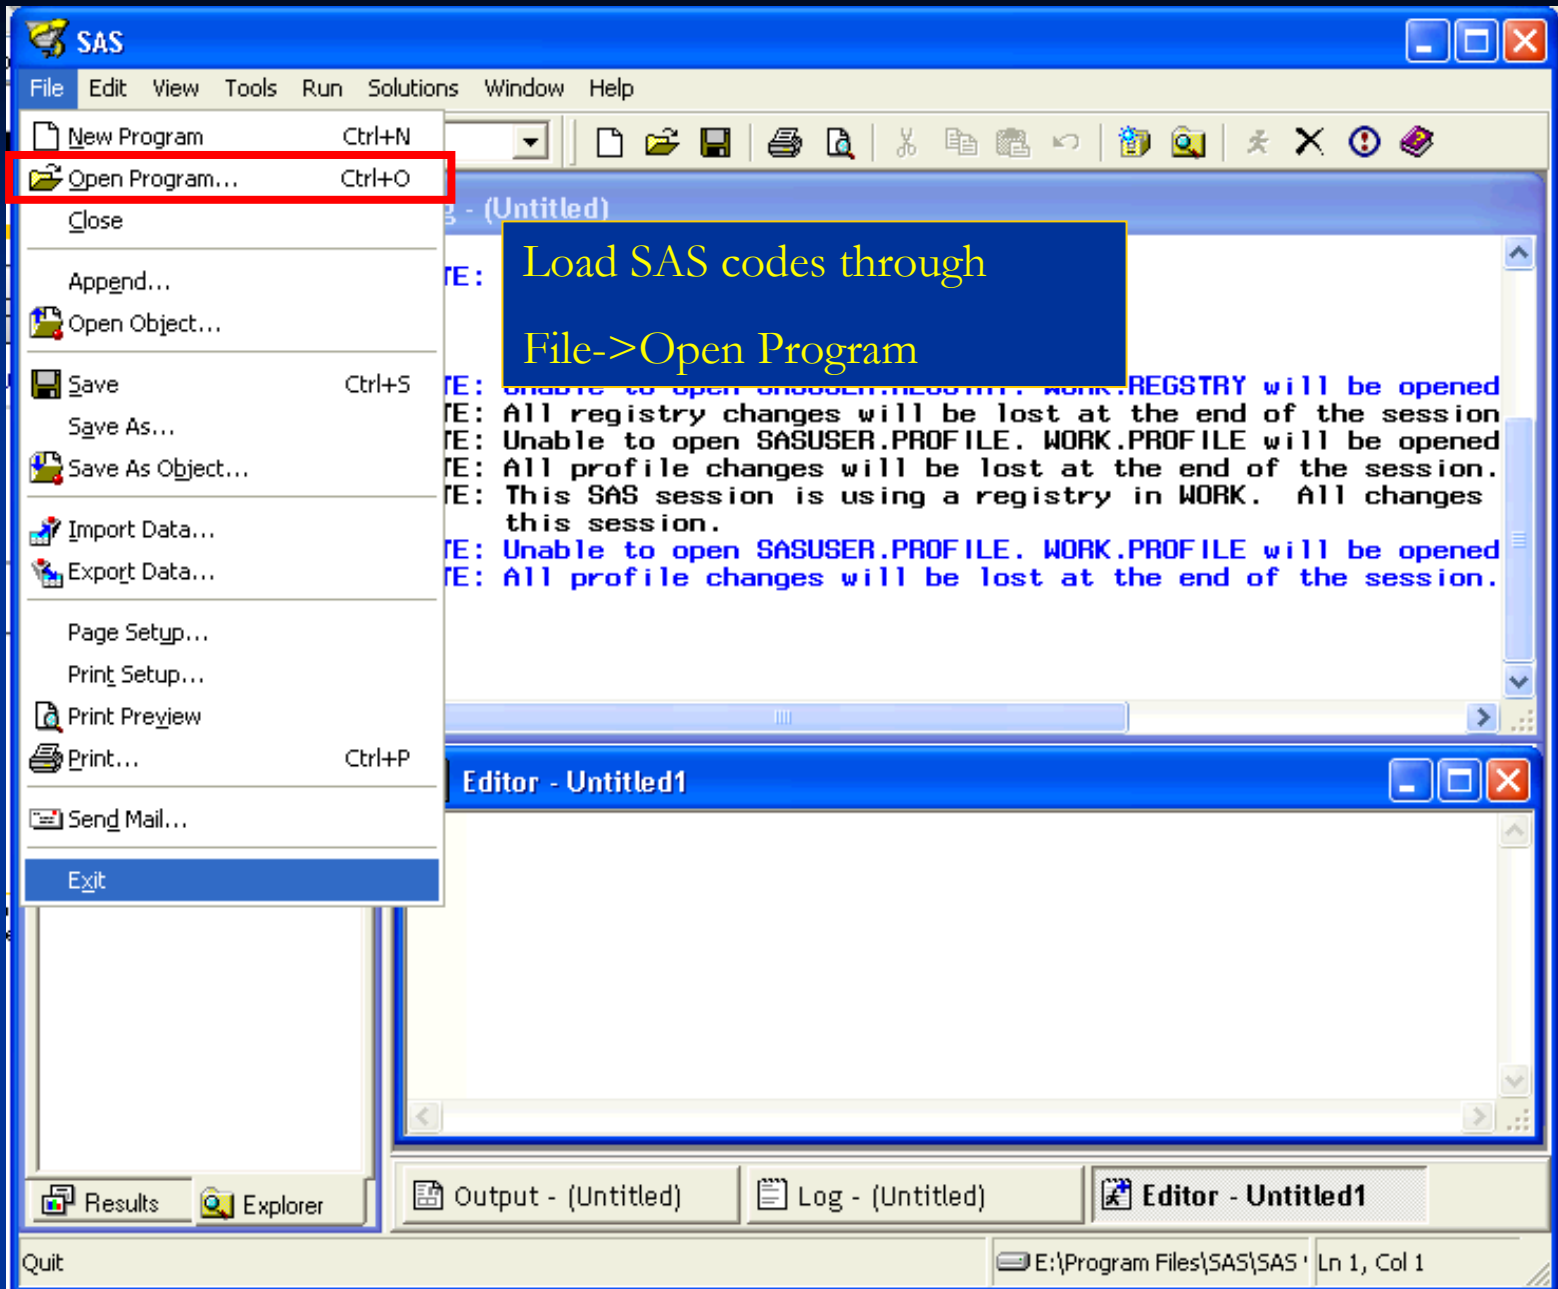 SAS
File Edit View Tools Run Solutions Window Help
New Program Ctrl+N
Open Program... Ctrl+O
Close
Append...
Open Object...
Save Ctrl+S
Save As...
Save As Object...
Import Data...
Export Data...
Page Setup...
Print Setup...
Print Preview
Print... Ctrl+P
Send Mail...
Exit
- (Untitled)
Load SAS codes through
File->Open Program
TE:
TE: Unable to open SASUSER.REGSTRY. WORK.REGSTRY will be opened
TE: All registry changes will be lost at the end of the session
TE: Unable to open SASUSER.PROFILE. WORK.PROFILE will be opened
TE: All profile changes will be lost at the end of the session.
TE: This SAS session is using a registry in WORK. All changes
this session.
TE: Unable to open SASUSER.PROFILE. WORK.PROFILE will be opened
TE: All profile changes will be lost at the end of the session.
Editor - Untitled1
Results Explorer
Output - (Untitled) Log - (Untitled) Editor - Untitled1
Quit E:\Program Files\SAS\SAS Ln 1, Col 1